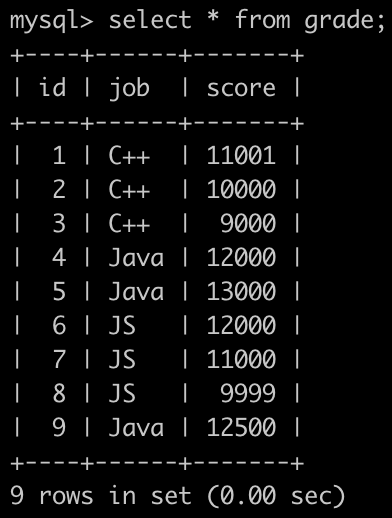 mysql> select * from grade;
+----+------+-------+
| id | job  | score |
+----+------+-------+
|  1 | C++  | 11001 |
|  2 | C++  | 10000 |
|  3 | C++  |  9000 |
|  4 | Java | 12000 |
|  5 | Java | 13000 |
|  6 | JS   | 12000 |
|  7 | JS   | 11000 |
|  8 | JS   |  9999 |
|  9 | Java | 12500 |
+----+------+-------+
9 rows in set (0.00 sec)